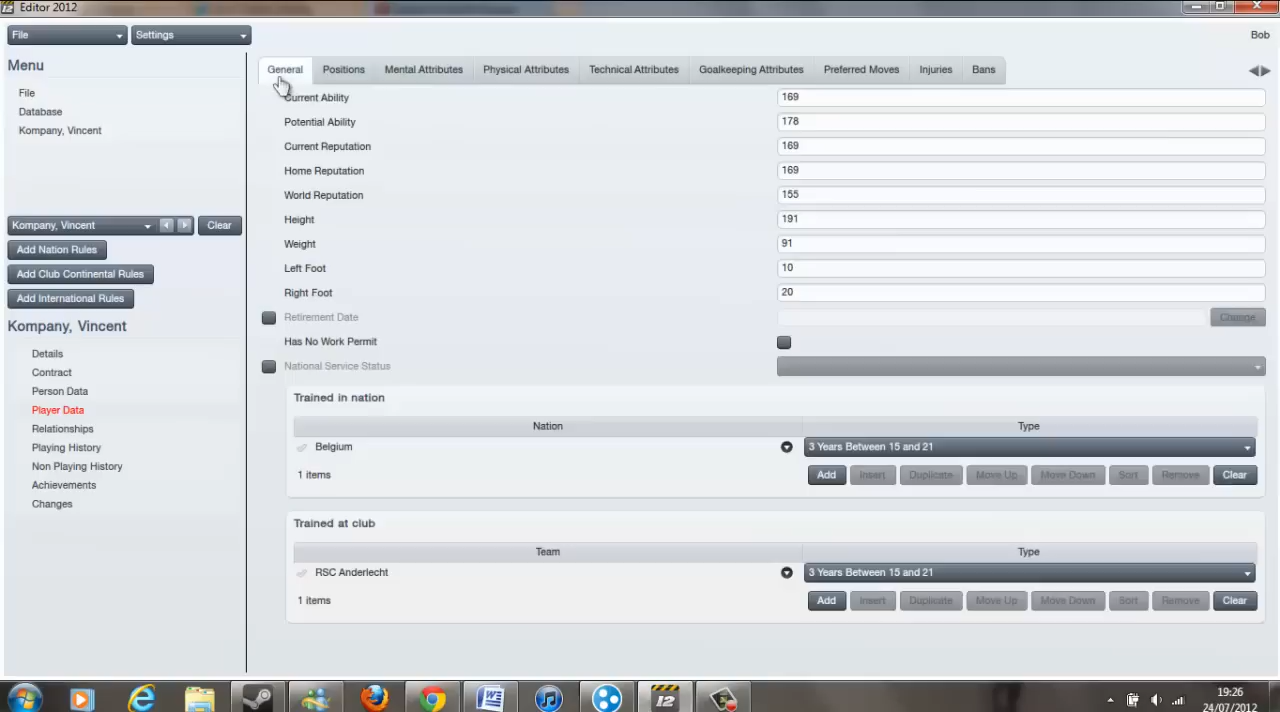 Editor 2012
File Settings Bob
Menu
File
Database
Kompany, Vincent
Kompany, Vincent Clear
Add Nation Rules
Add Club Continental Rules
Add International Rules
Kompany, Vincent
Details
Contract
Person Data
Player Data
Relationships
Playing History
Non Playing History
Achievements
Changes
General Positions Mental Attributes Physical Attributes Technical Attributes Goalkeeping Attributes Preferred Moves Injuries Bans
Current Ability 169
Potential Ability 178
Current Reputation 169
Home Reputation 169
World Reputation 155
Height 191
Weight 91
Left Foot 10
Right Foot 20
Retirement Date Change
Has No Work Permit
National Service Status
Trained in nation
Nation Type
Belgium 3 Years Between 15 and 21
1 items Add Insert Duplicate Move Up Move Down Sort Remove Clear
Trained at club
Team Type
RSC Anderlecht 3 Years Between 15 and 21
1 items Add Insert Duplicate Move Up Move Down Sort Remove Clear
12
19:26
24/07/2012